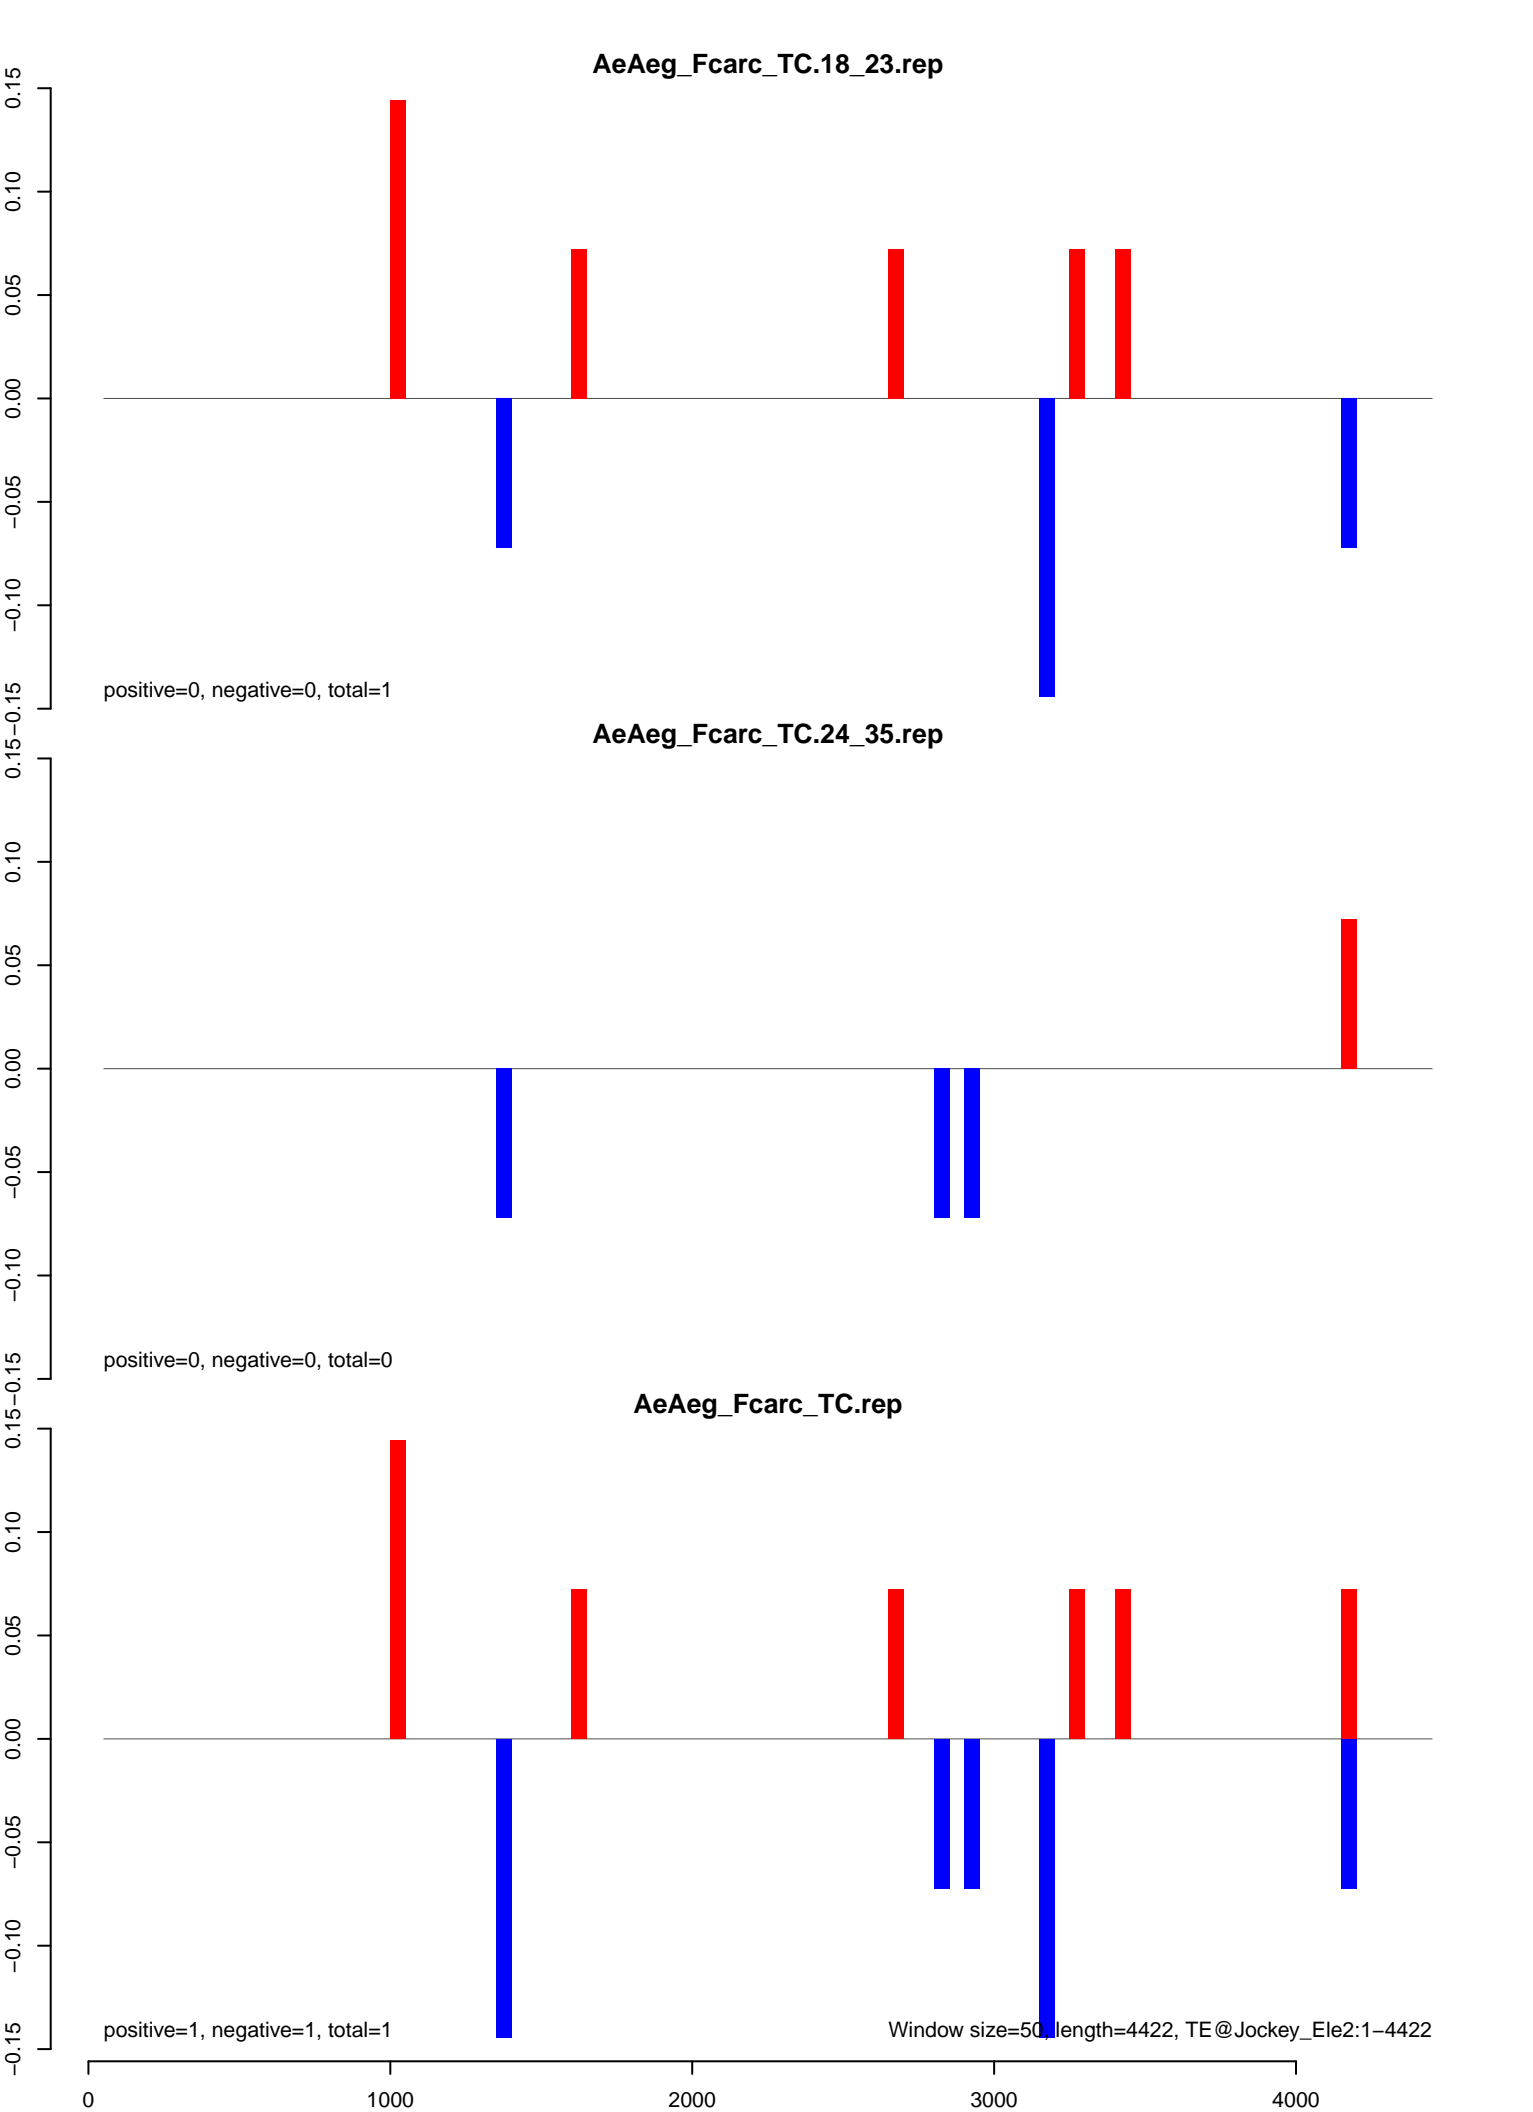 AeAeg_Fcarc_TC.18_23.rep
0.15
0.10
0.05
0.00
−0.05
−0.10
−0.15
positive=0, negative=0, total=1
AeAeg_Fcarc_TC.24_35.rep
0.15
0.10
0.05
0.00
−0.05
−0.10
−0.15
positive=0, negative=0, total=0
AeAeg_Fcarc_TC.rep
0.15
0.10
0.05
0.00
−0.05
−0.10
−0.15
positive=1, negative=1, total=1
Window size=50, length=4422, TE@Jockey_Ele2:1−4422
0 1000 2000 3000 4000